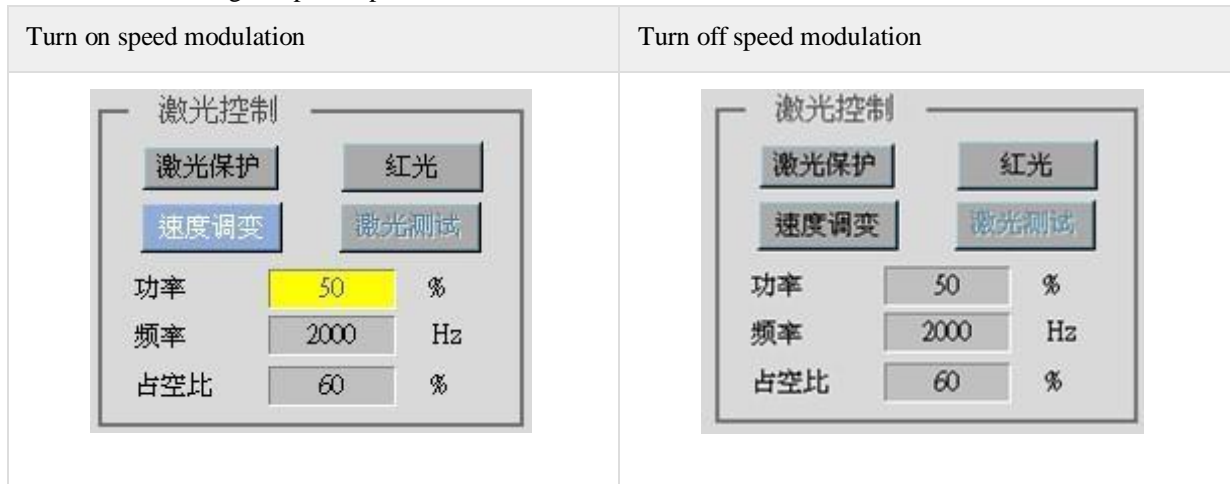 Turn on speed modulation
Turn off speed modulation
激光控制
激光保护 红光
速度调变 激光测试
功率 50 %
频率 2000 Hz
占空比 60 %
激光控制
激光保护 红光
速度调变 激光测试
功率 50 %
频率 2000 Hz
占空比 60 %